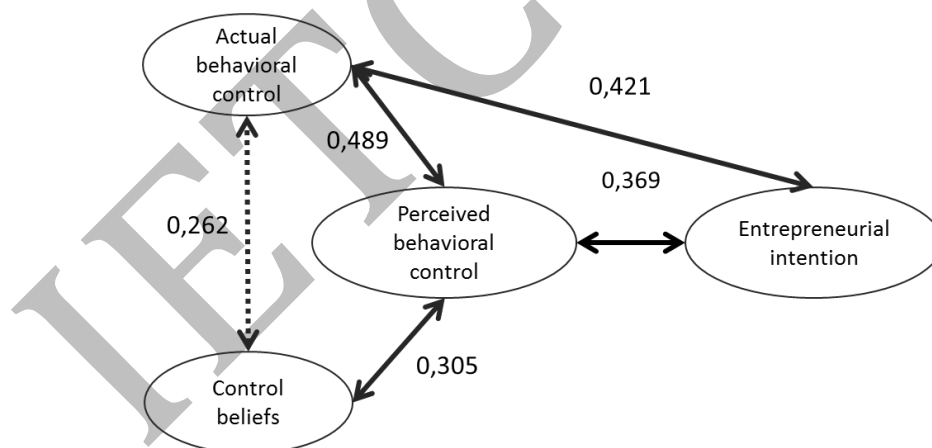 Actual
behavioral
control
0,421
0,489
0,369
Perceived
behavioral
control
Entrepreneurial
intention
0,262
0,305
Control
beliefs
IETC